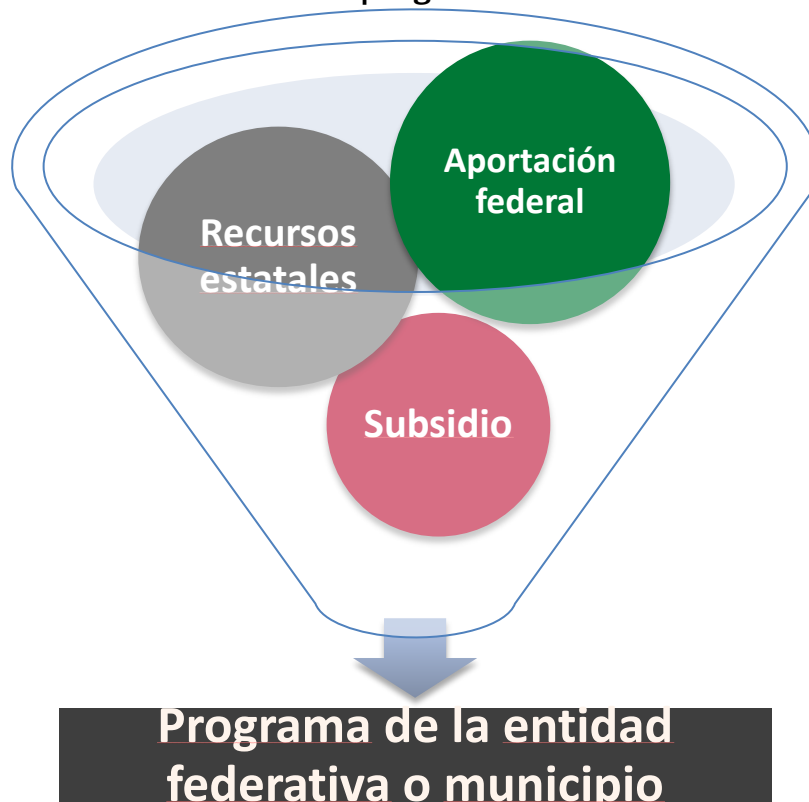 Aportación
federal
Recursos
estatales
Subsidio
Programa de la entidad
federativa o municipio